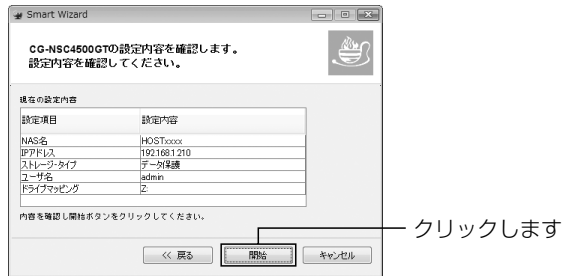 Smart Wizard
CG-NSC4500GTの設定内容を確認します。
設定内容を確認してください。
現在の設定内容
設定項目 設定内容
NAS名 HOSTxxxx
IPアドレス 192.168.1.210
ストレージ・タイプ データ保護
ユーザ名 admin
ドライブマッピング Z:
内容を確認し開始ボタンをクリックしてください。
<< 戻る 開始 キャンセル
クリックします